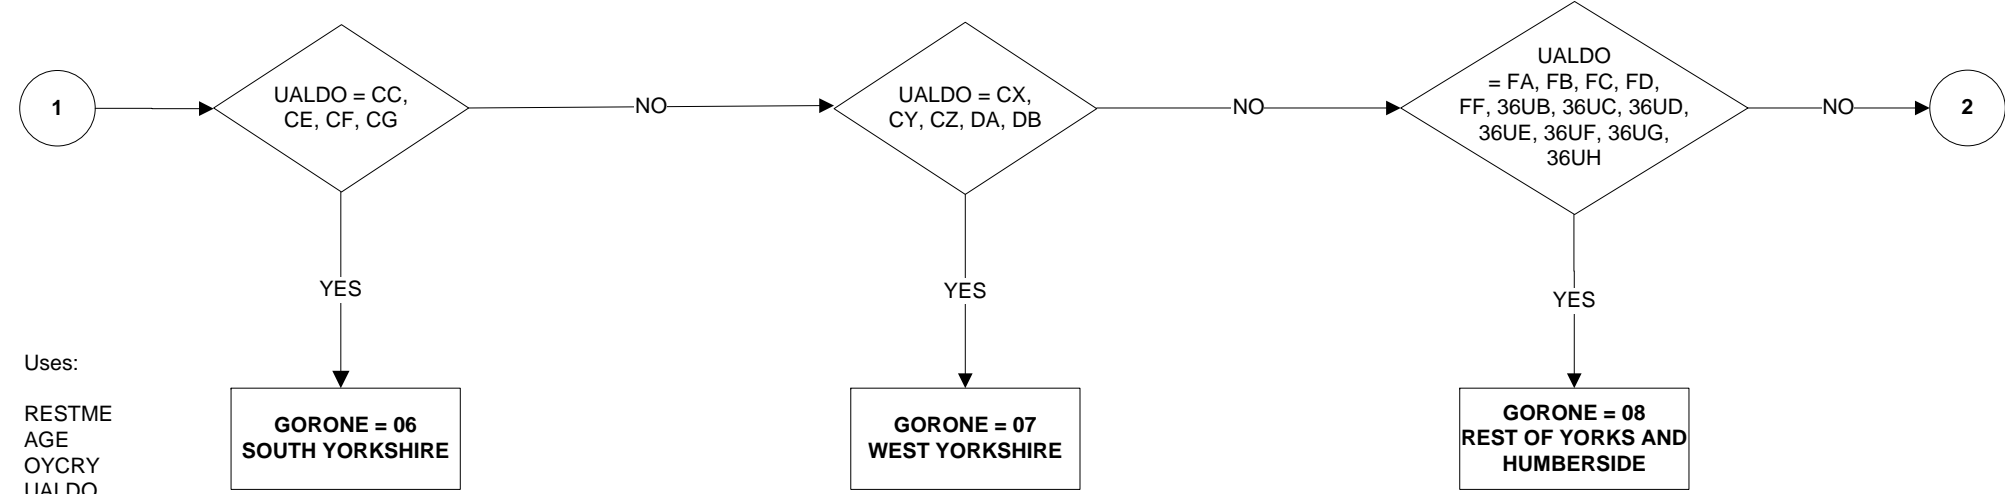 1
UALDO = CC,
CE, CF, CG
NO
UALDO = CX,
CY, CZ, DA, DB
NO
UALDO
= FA, FB, FC, FD,
FF, 36UB, 36UC, 36UD,
36UE, 36UF, 36UG,
36UH
NO
2
YES
YES
YES
Uses:
RESTME
AGE
OYCRY
UALDO
GORONE = 06
SOUTH YORKSHIRE
GORONE = 07
WEST YORKSHIRE
GORONE = 08
REST OF YORKS AND
HUMBERSIDE